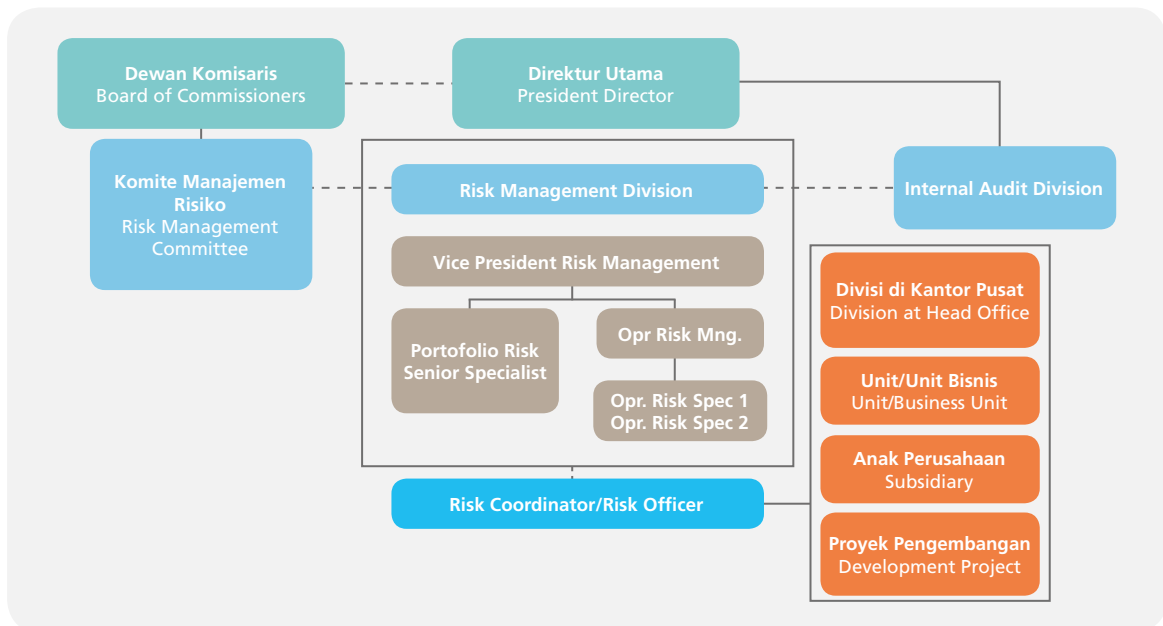 Dewan Komisaris
Board of Commissioners
Direktur Utama
President Director
Komite Manajemen
Risiko
Risk Management
Committee
Risk Management Division
Internal Audit Division
Vice President Risk Management
Portofolio Risk
Senior Specialist
Opr Risk Mng.
Opr. Risk Spec 1
Opr. Risk Spec 2
Risk Coordinator/Risk Officer
Divisi di Kantor Pusat
Division at Head Office
Unit/Unit Bisnis
Unit/Business Unit
Anak Perusahaan
Subsidiary
Proyek Pengembangan
Development Project